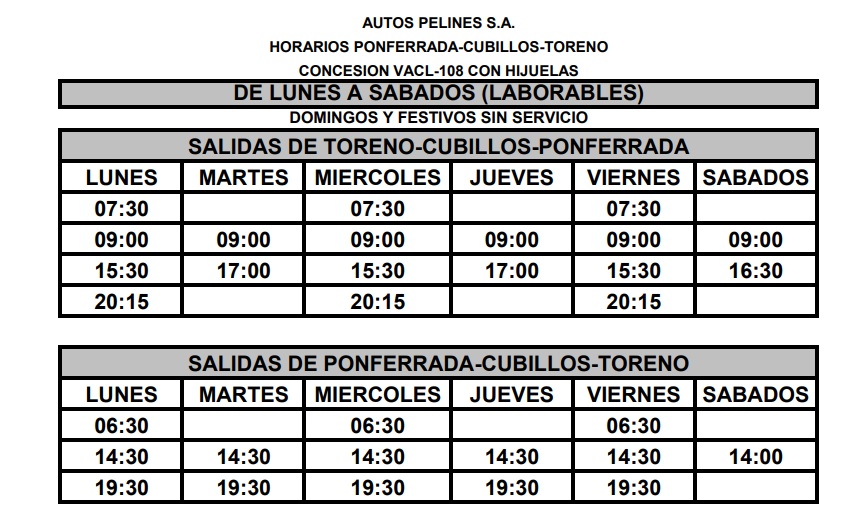 AUTOS PELINES S.A.
HORARIOS PONFERRADA-CUBILLOS-TORENO
CONCESION VACL-108 CON HIJUELAS
DE LUNES A SABADOS (LABORABLES)
DOMINGOS Y FESTIVOS SIN SERVICIO
SALIDAS DE TORENO-CUBILLOS-PONFERRADA
LUNES MARTES MIERCOLES JUEVES VIERNES SABADOS
07:30 07:30 07:30
09:00 09:00 09:00 09:00 09:00 09:00
15:30 17:00 15:30 17:00 15:30 16:30
20:15 20:15 20:15
SALIDAS DE PONFERRADA-CUBILLOS-TORENO
LUNES MARTES MIERCOLES JUEVES VIERNES SABADOS
06:30 06:30 06:30
14:30 14:30 14:30 14:30 14:30 14:00
19:30 19:30 19:30 19:30 19:30